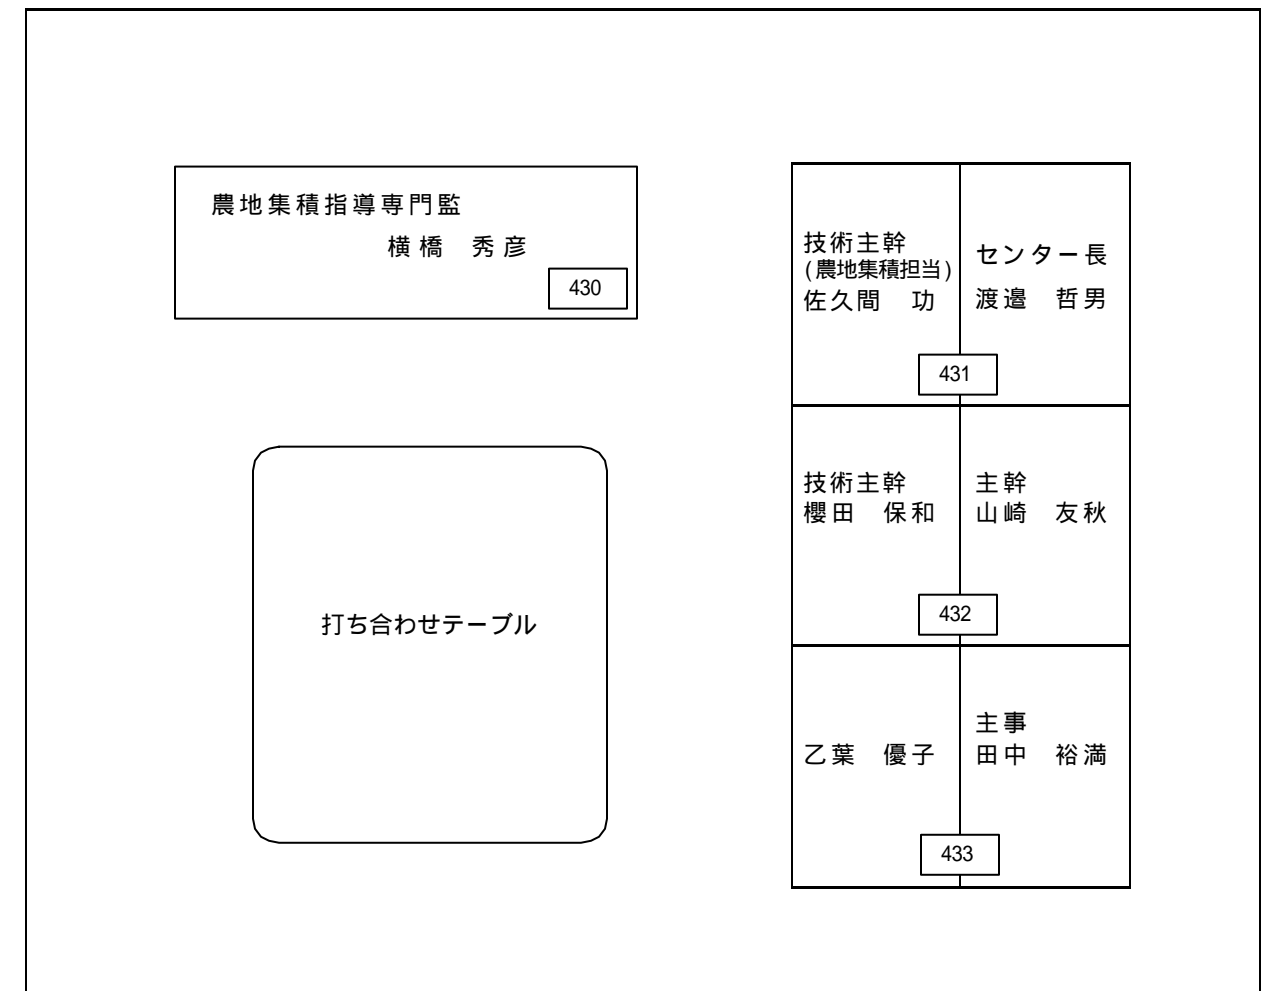 農地集積指導専門監
横橋　秀彦
430
技術主幹
(農地集積担当)
佐久間　功
センター長
渡邉　哲男
431
技術主幹
櫻田　保和
主幹
山崎　友秋
432
打ち合わせテーブル
乙葉　優子
主事
田中　裕満
433